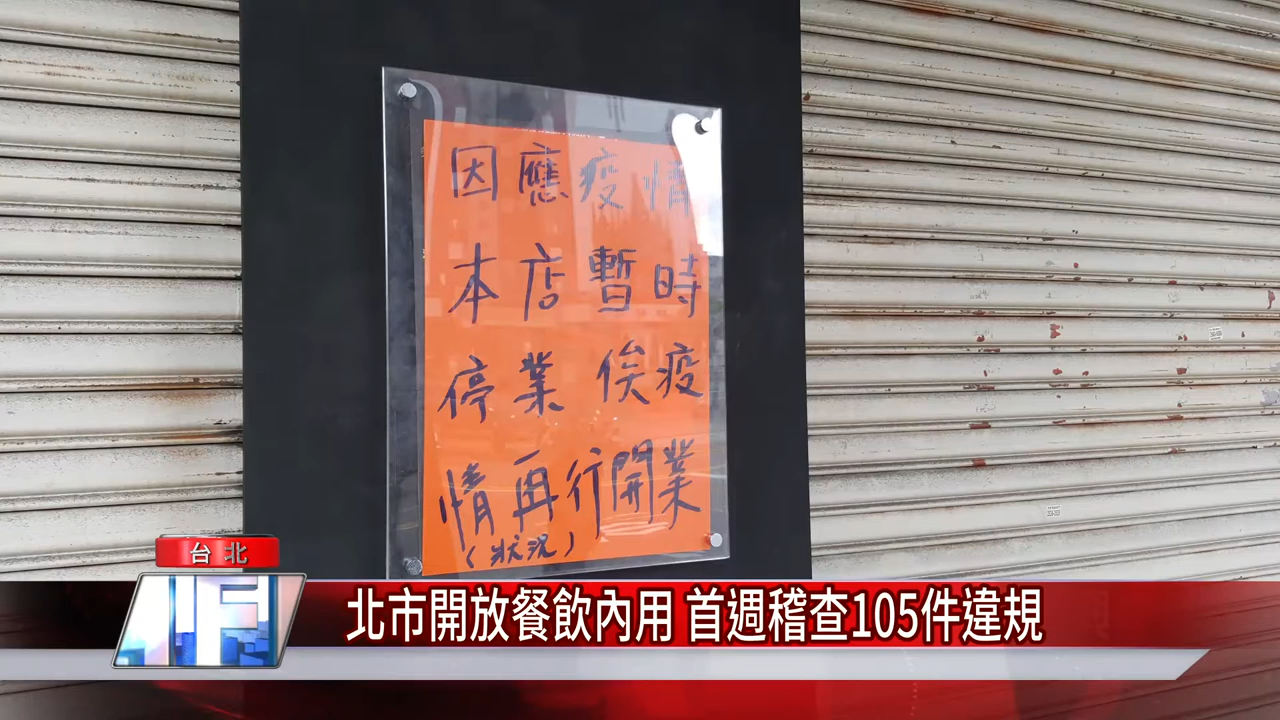 因應疫情
本店暫時
停業 俟疫
情再行開業
(狀況)
台北
北市開放餐飲內用 首週稽查105件違規